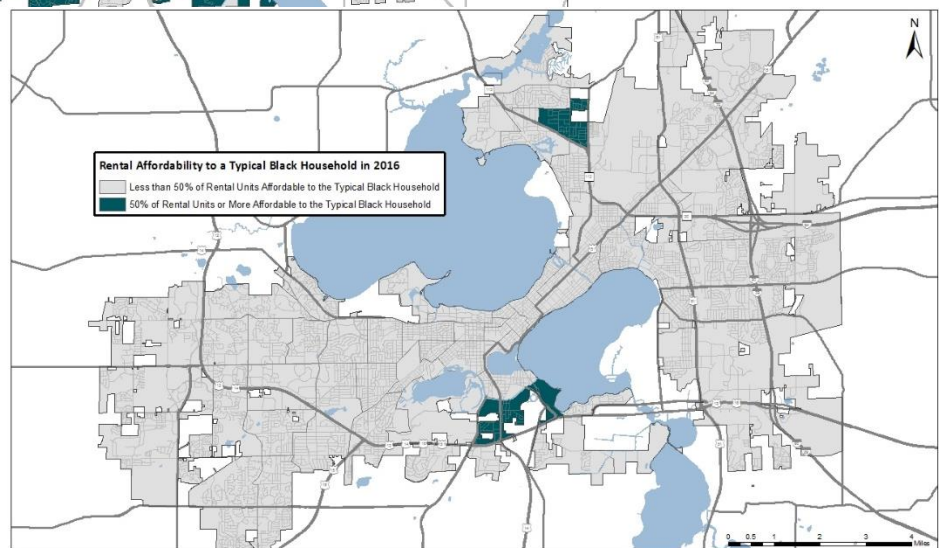 N
Rental Affordability to a Typical Black Household in 2016
Less than 50% of Rental Units Affordable to the Typical Black Household
50% of Rental Units or More Affordable to the Typical Black Household
0 0.5 1 2 3 4
Miles